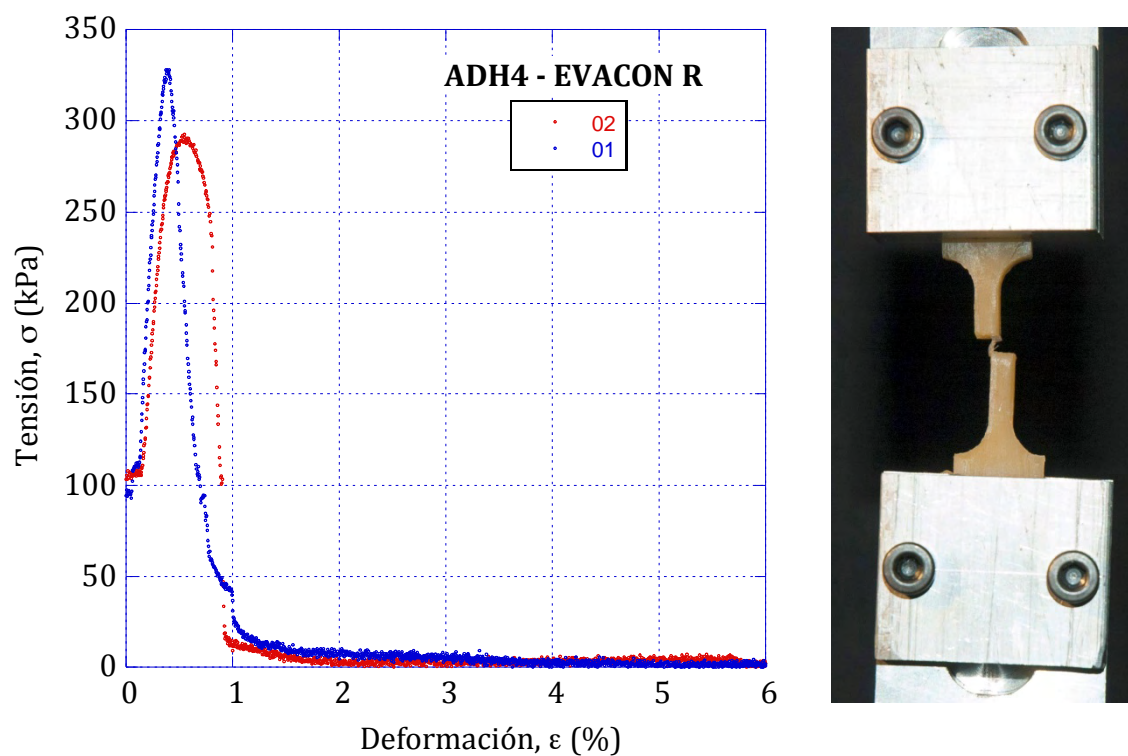 ADH4 - EVACON R
02
01
Tensión, σ (kPa)
350
300
250
200
150
100
50
0
0 1 2 3 4 5 6
Deformación, ε (%)